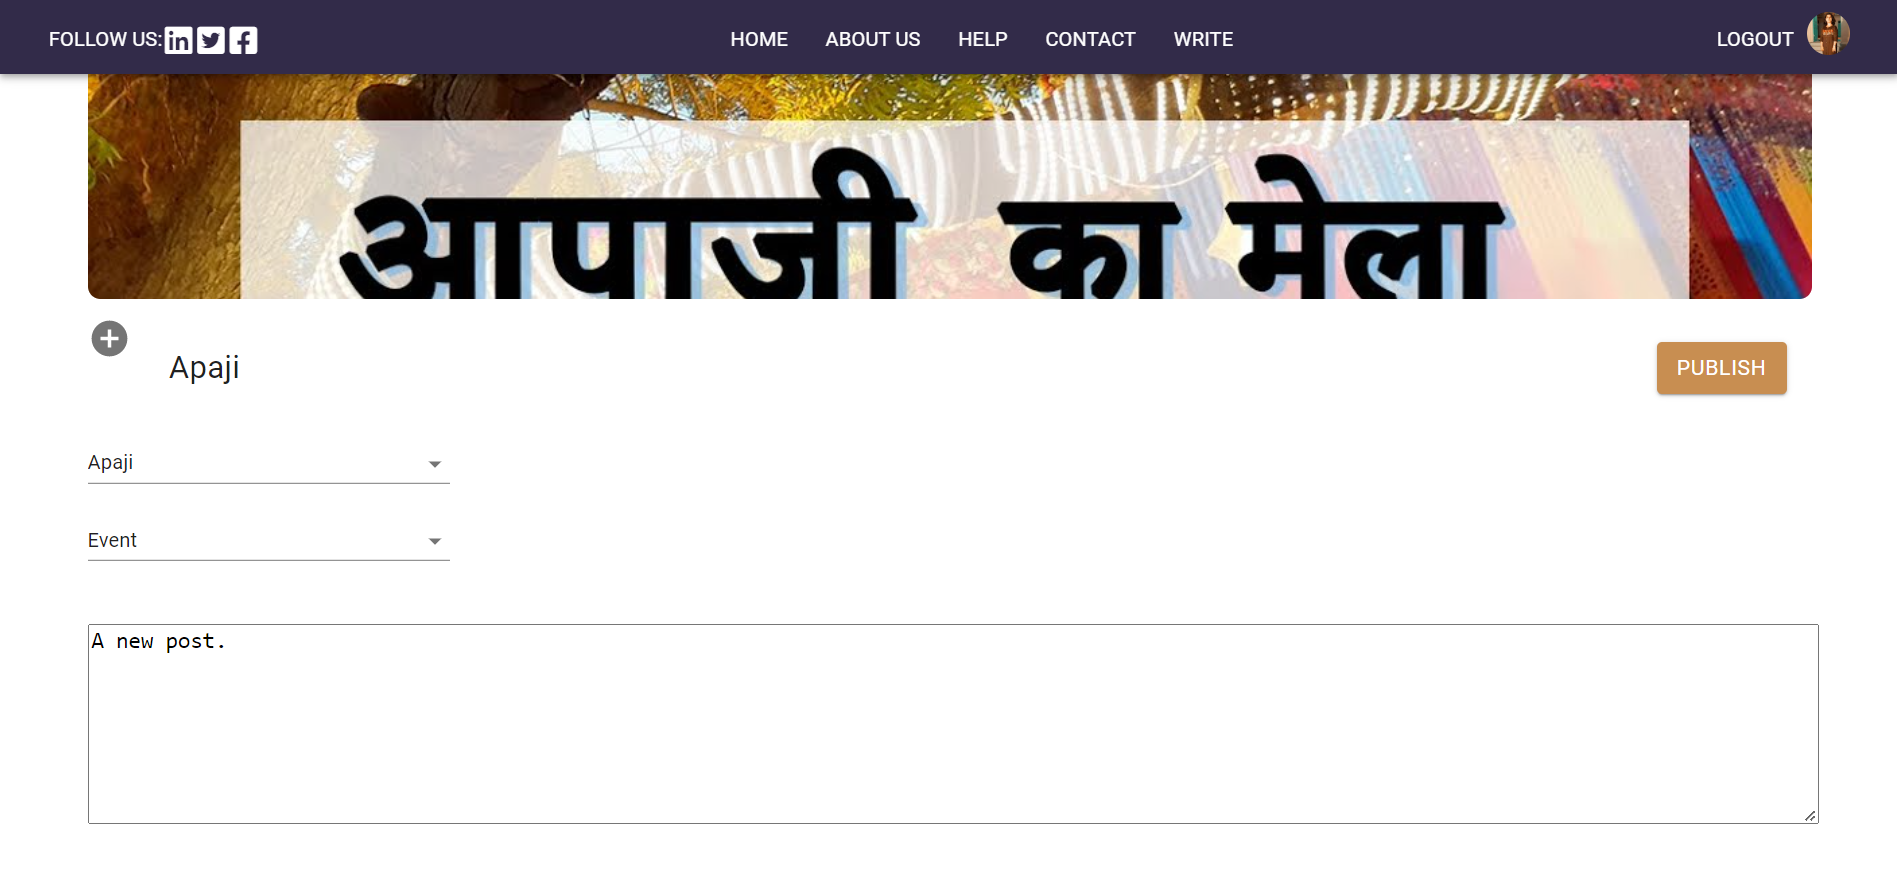 FOLLOW US:
HOME ABOUT US HELP CONTACT WRITE
LOGOUT
आपाजी का मेला
Apaji
PUBLISH
Apaji
Event
A new post.